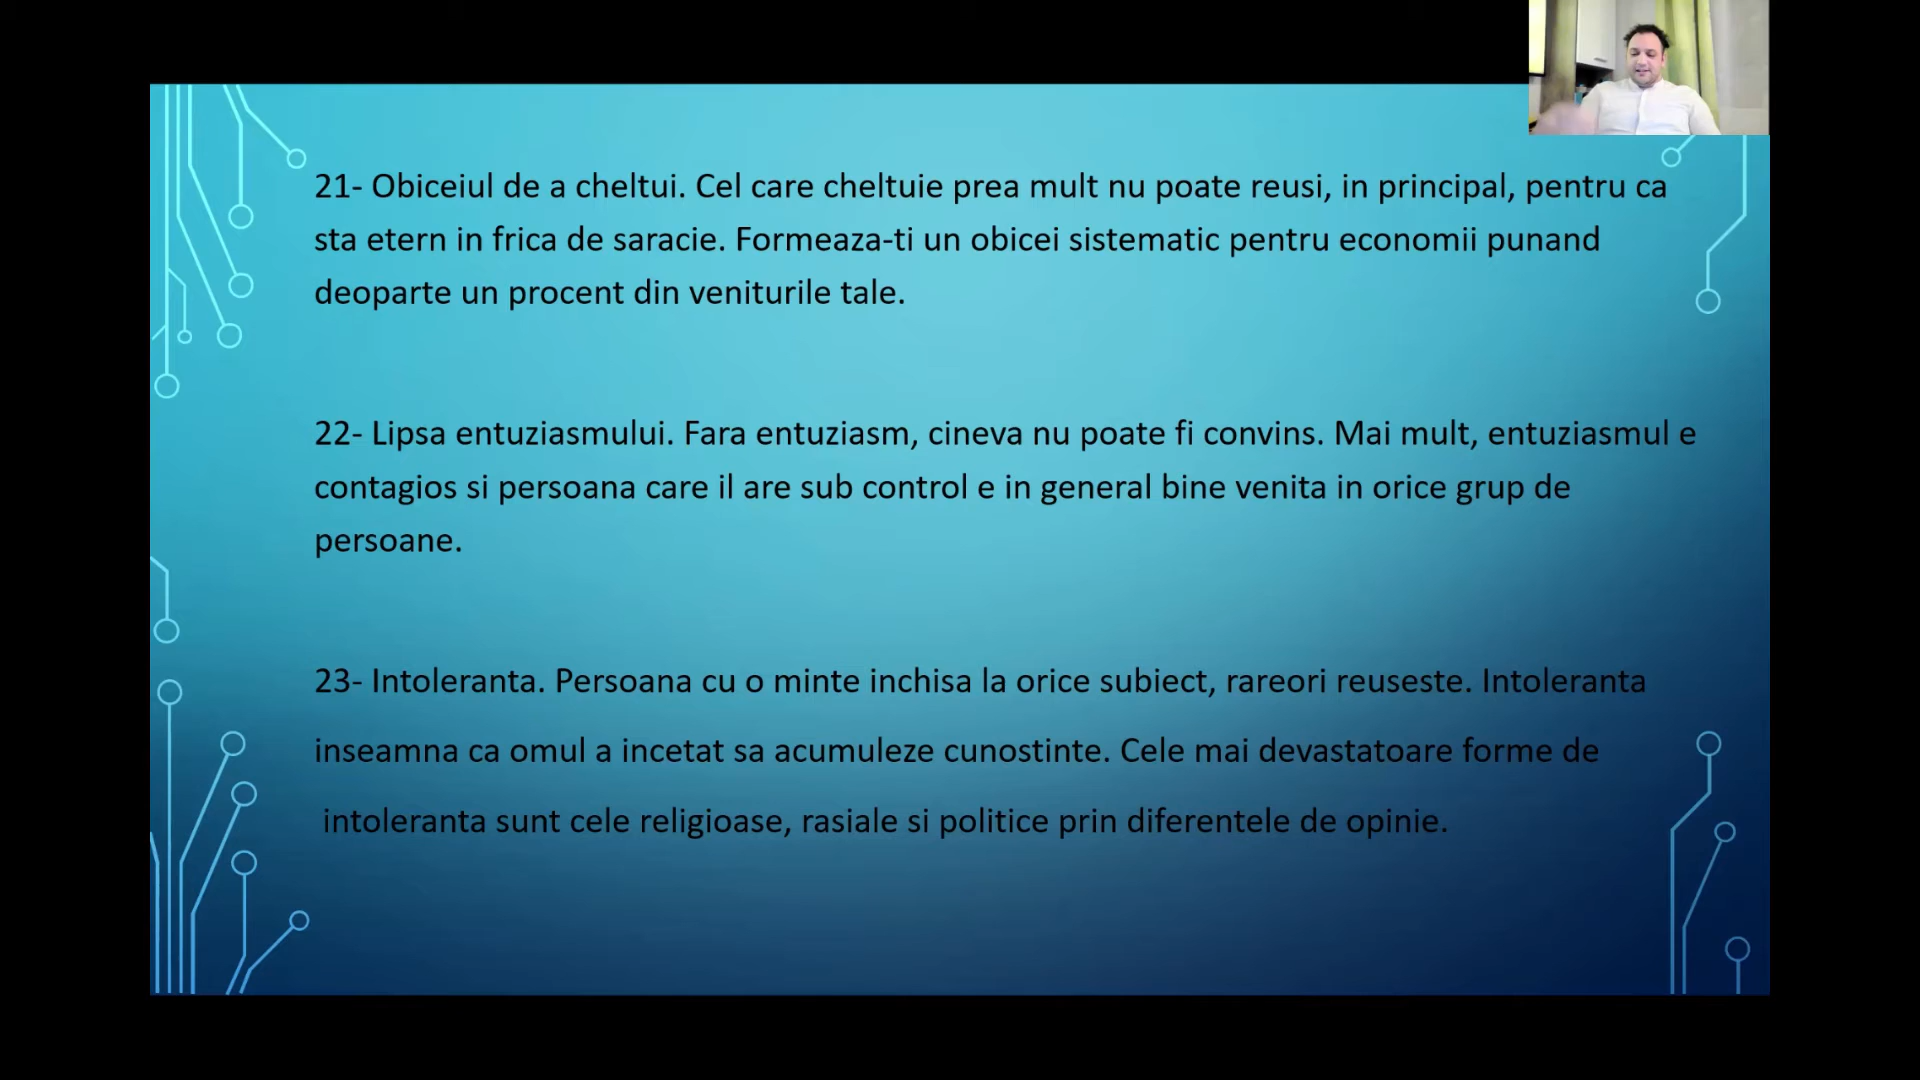 21- Obiceiul de a cheltui. Cel care cheltuie prea mult nu poate reusi, in principal, pentru ca
sta etern in frica de saracie. Formeaza-ti un obicei sistematic pentru economii punand
deoparte un procent din veniturile tale.
22- Lipsa entuziasmului. Fara entuziasm, cineva nu poate fi convins. Mai mult, entuziasmul e
contagios si persoana care il are sub control e in general bine venita in orice grup de
persoane.
23- Intoleranta. Persoana cu o minte inchisa la orice subiect, rareori reuseste. Intoleranta
inseamna ca omul a incetat sa acumuleze cunostinte. Cele mai devastatoare forme de
intoleranta sunt cele religioase, rasiale si politice prin diferentele de opinie.